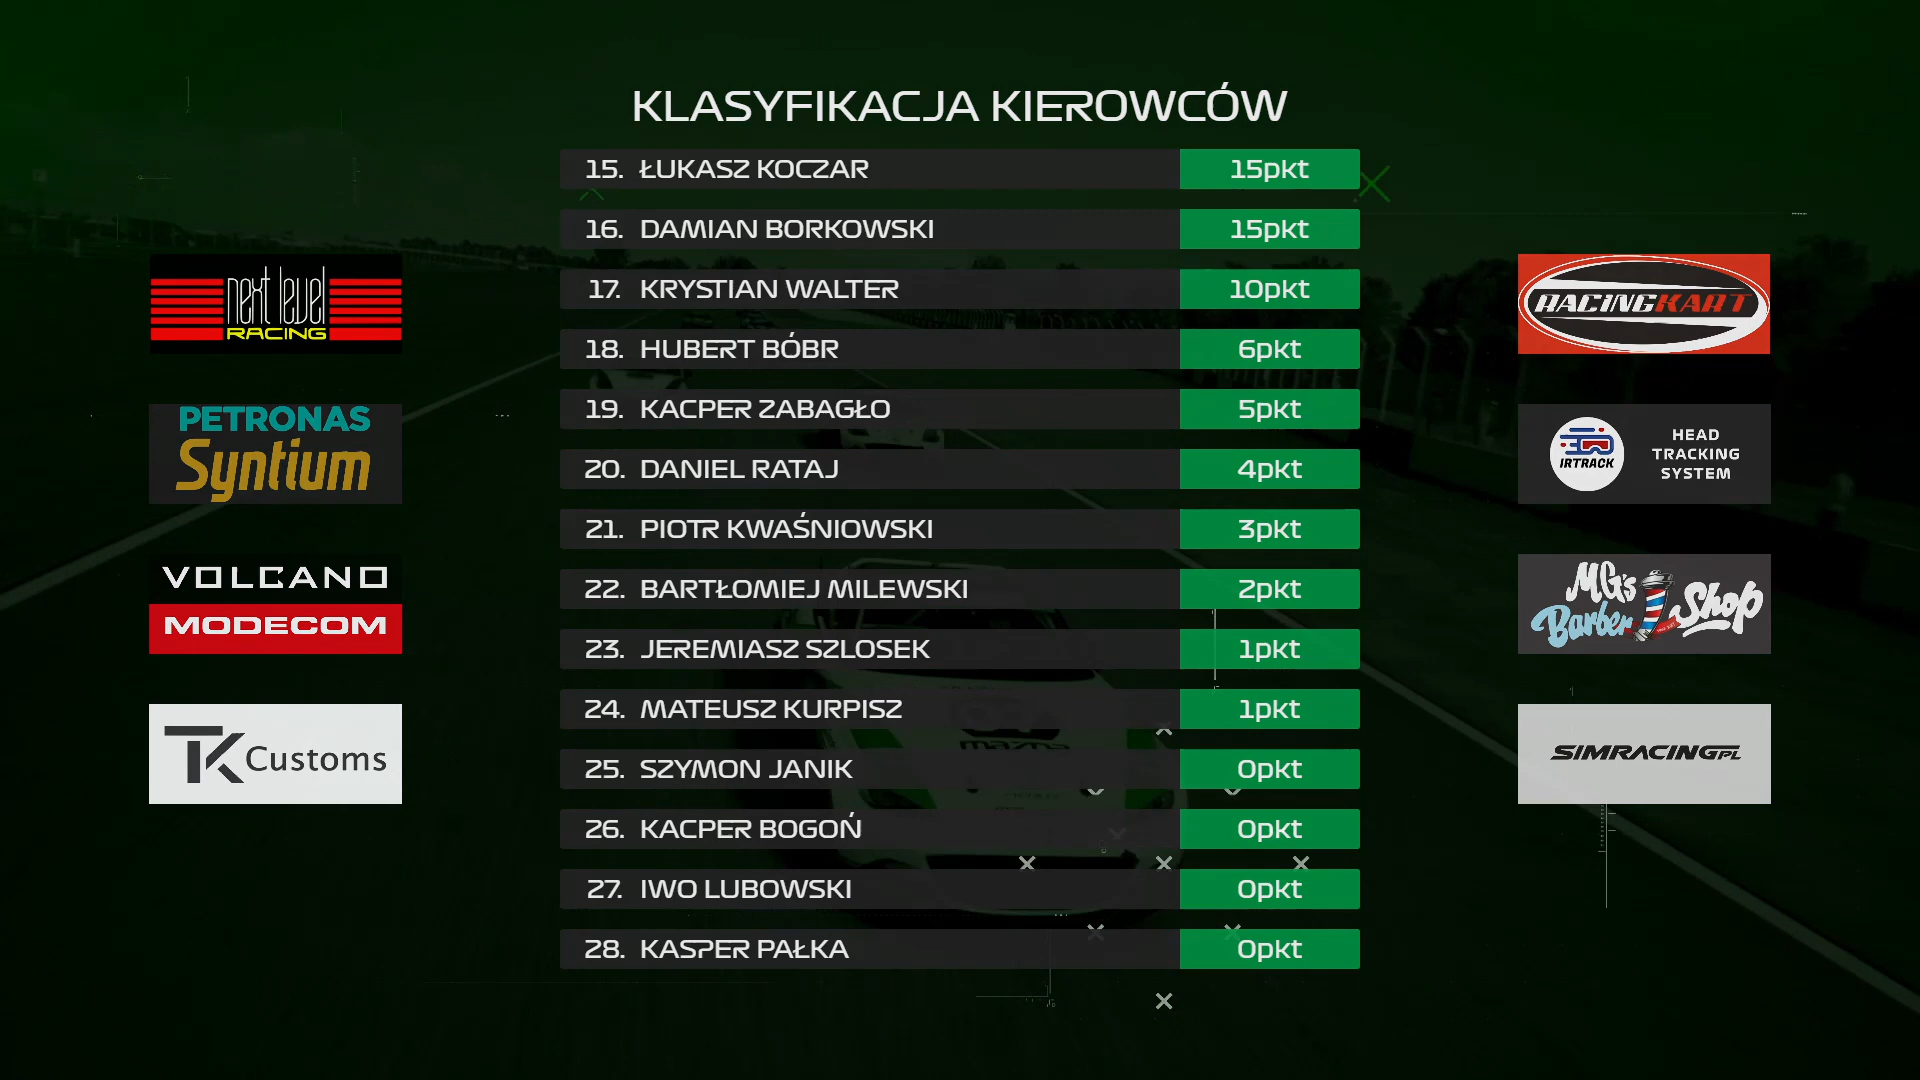 KLASYFIKACJA KIEROWCÓW
15. ŁUKASZ KOCZAR 15pkt
16. DAMIAN BORKOWSKI 15pkt
17. KRYSTIAN WALTER 10pkt
18. HUBERT BÓBR 6pkt
19. KACPER ZABAGŁO 5pkt
20. DANIEL RATAJ 4pkt
21. PIOTR KWAŚNIOWSKI 3pkt
22. BARTŁOMIEJ MILEWSKI 2pkt
23. JEREMIASZ SZLOSEK 1pkt
24. MATEUSZ KURPISZ 1pkt
25. SZYMON JANIK 0pkt
26. KACPER BOGOŃ 0pkt
27. IWO LUBOWSKI 0pkt
28. KASPER PAŁKA 0pkt
next level
RACING
PETRONAS
Syntium
VOLCANO
MODECOM
TK Customs
RACINGKART
IRTRACK
HEAD
TRACKING
SYSTEM
MG's
Barber Shop
SIMRACINGPL